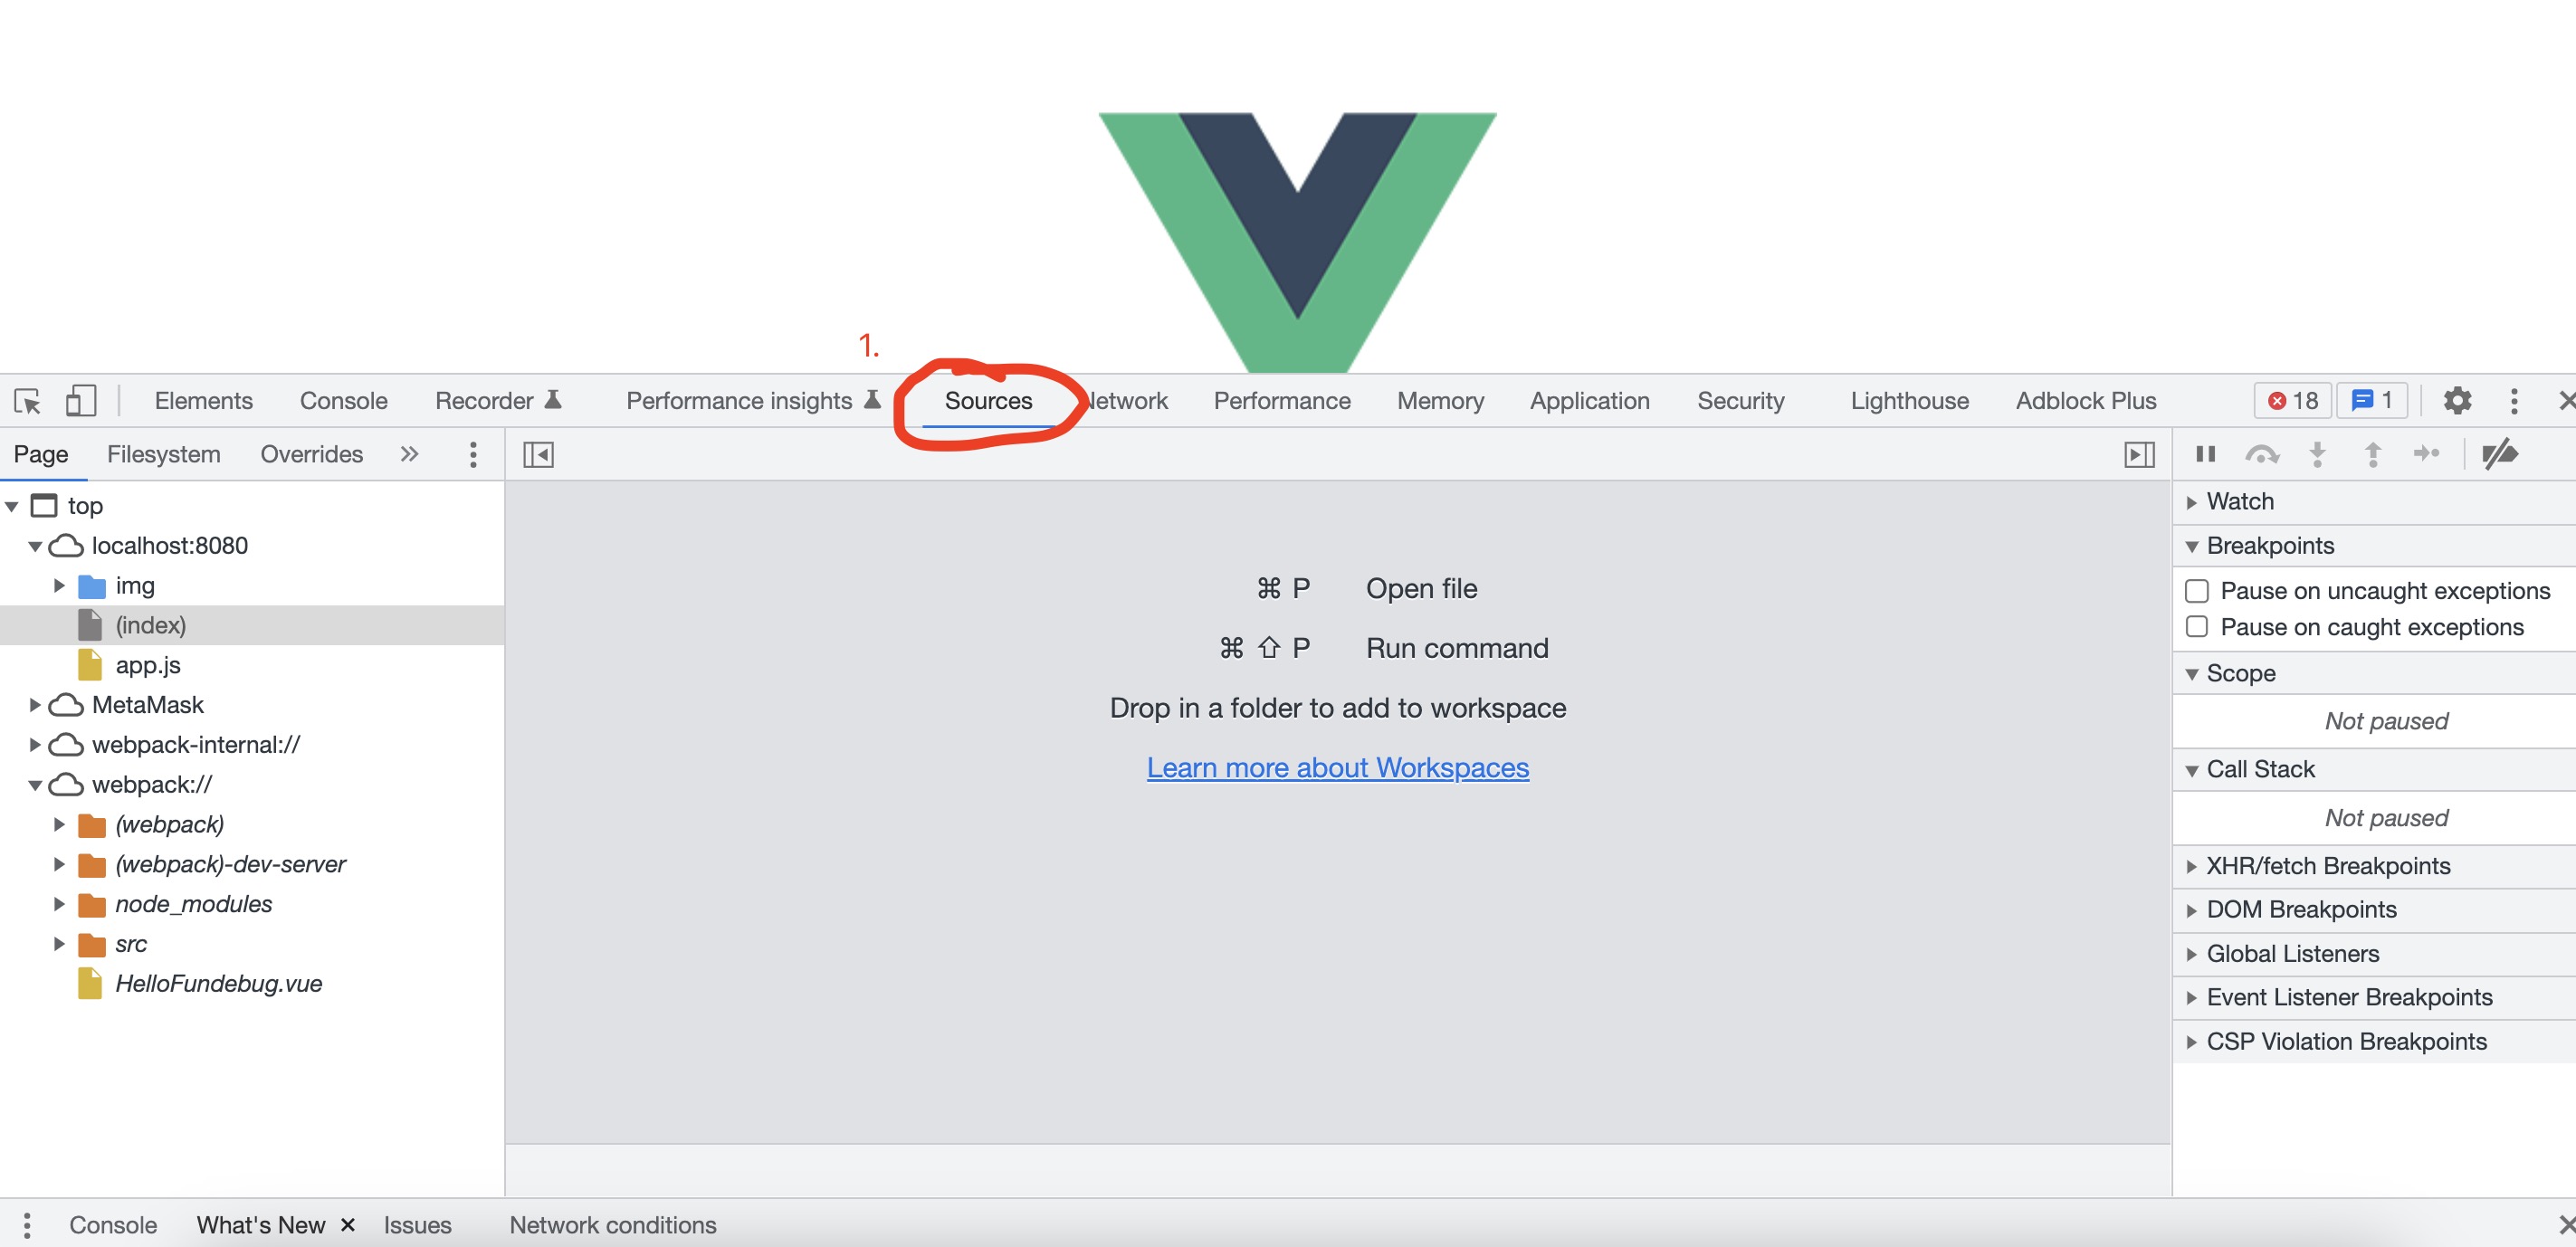 1.
Elements Console Recorder Performance insights Sources Network Performance Memory Application Security Lighthouse Adblock Plus 18 1
Page Filesystem Overrides »
top
localhost:8080
img
(index)
app.js
MetaMask
webpack-internal://
webpack://
(webpack)
(webpack)-dev-server
node_modules
src
HelloFundebug.vue
⌘ P Open file
⌘ ⇧ P Run command
Drop in a folder to add to workspace
Learn more about Workspaces
Watch
Breakpoints
Pause on uncaught exceptions
Pause on caught exceptions
Scope
Not paused
Call Stack
Not paused
XHR/fetch Breakpoints
DOM Breakpoints
Global Listeners
Event Listener Breakpoints
CSP Violation Breakpoints
Console What's New × Issues Network conditions